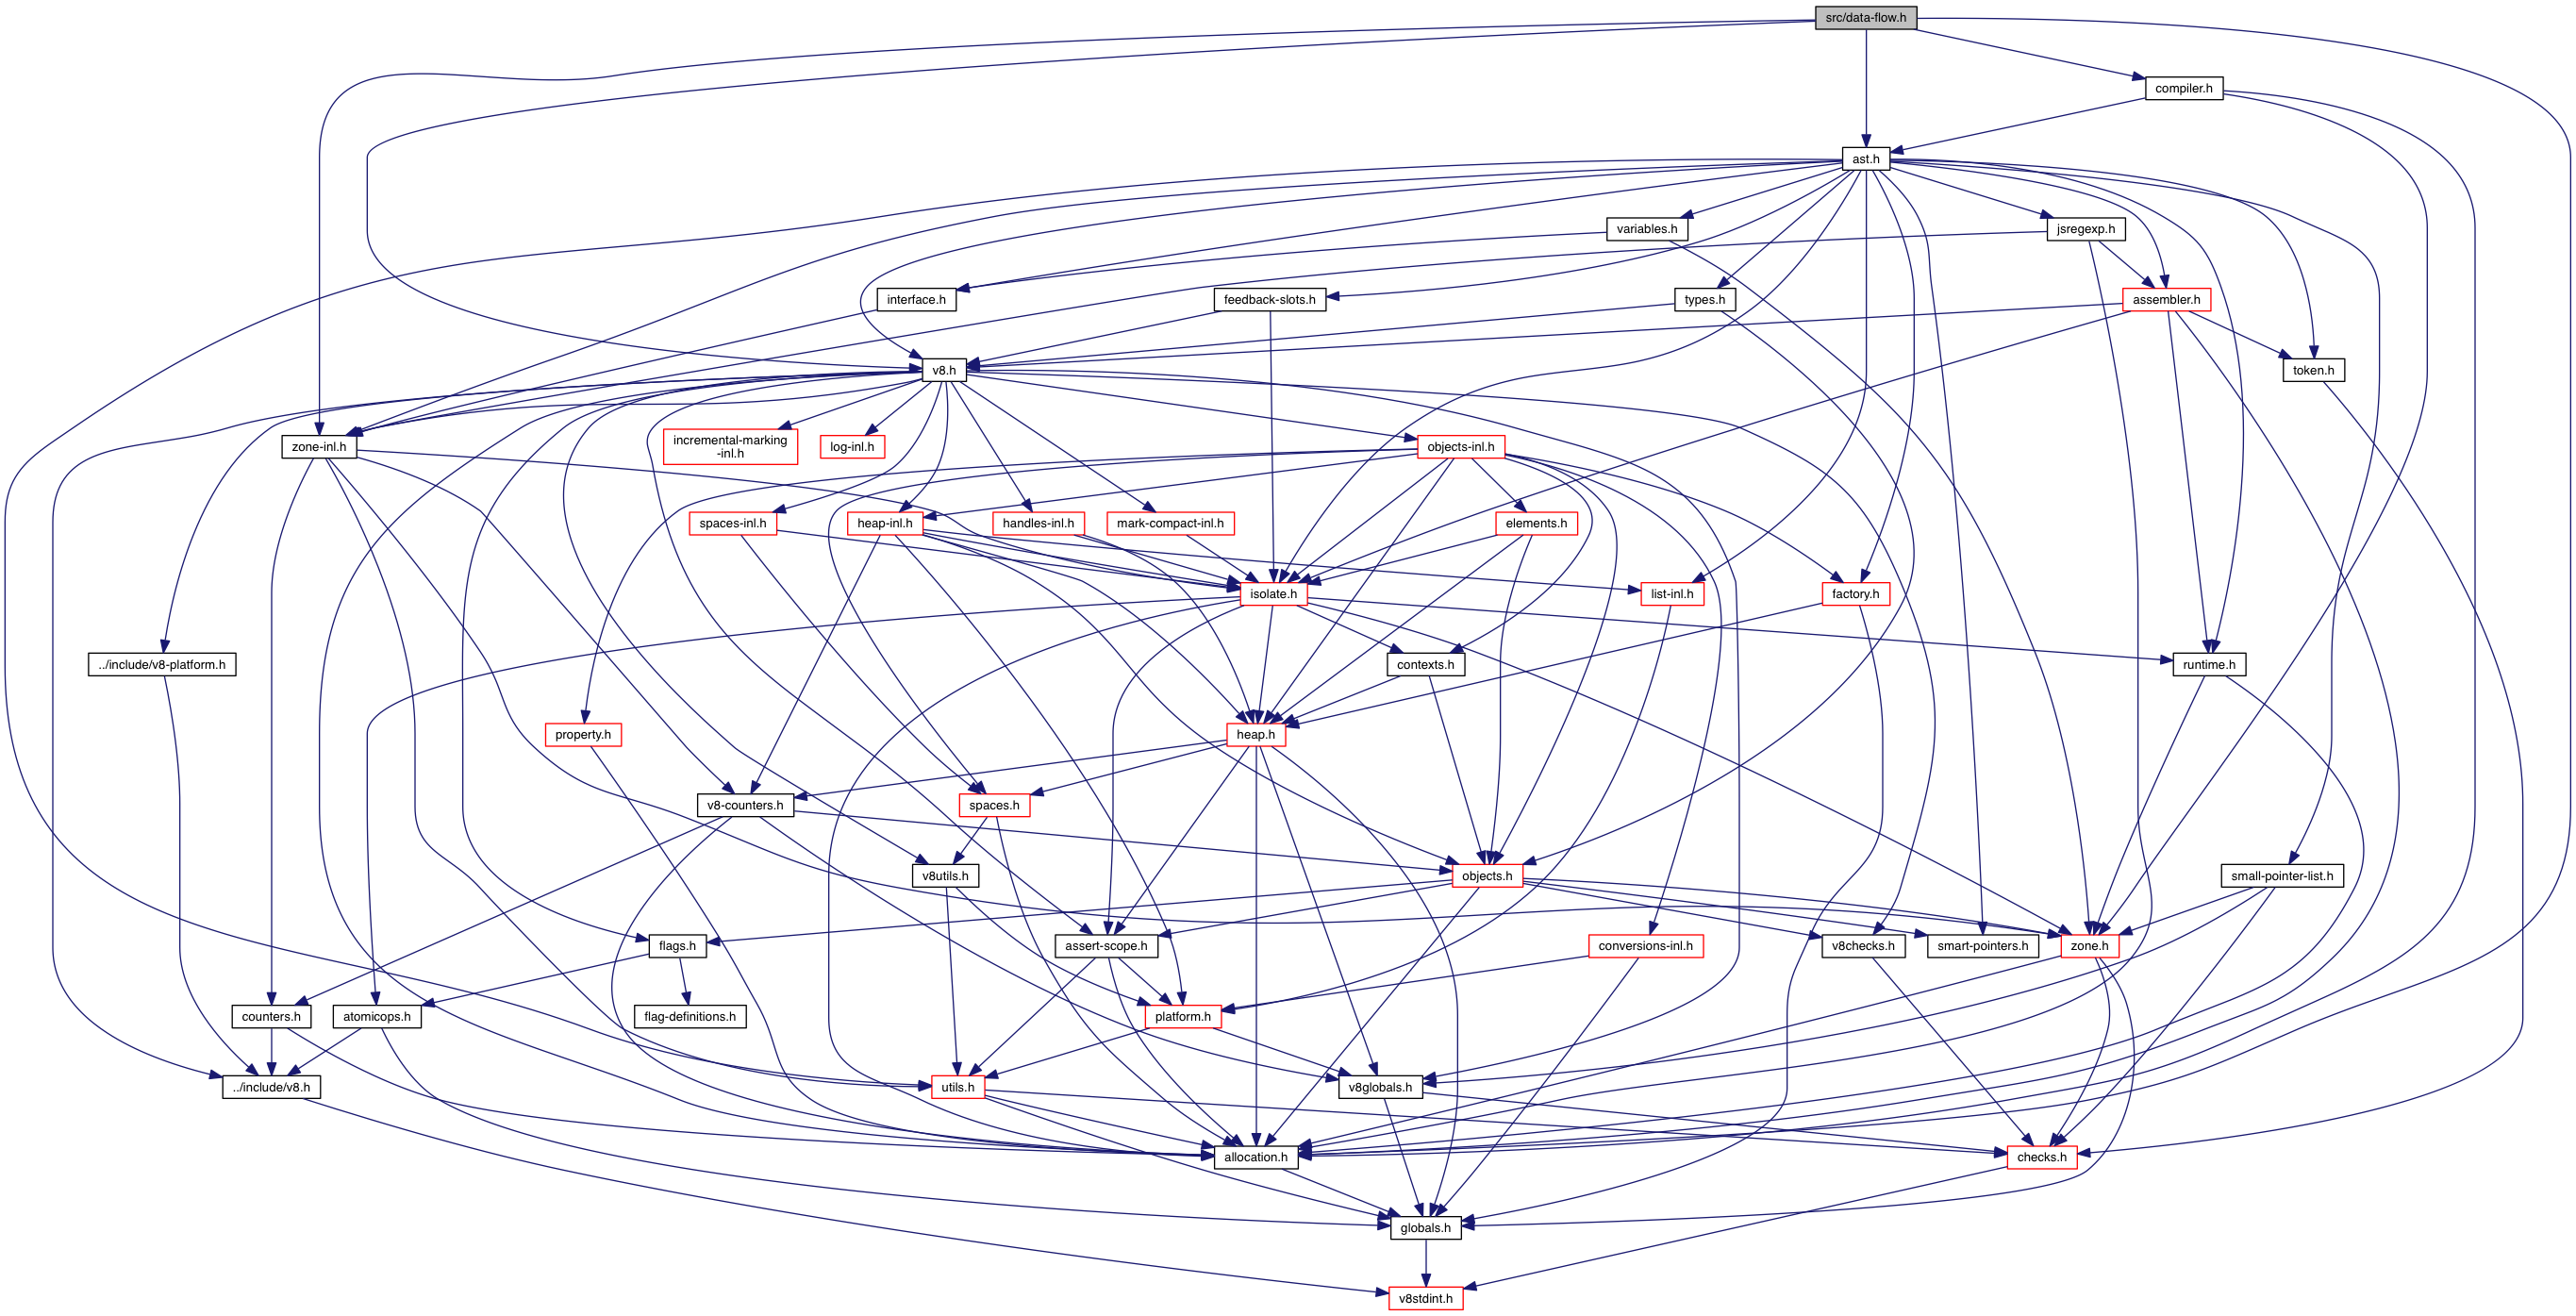 src/data-flow.h
compiler.h
ast.h
variables.h
jsregexp.h
interface.h
feedback-slots.h
types.h
assembler.h
v8.h
token.h
zone-inl.h
incremental-marking
-inl.h
log-inl.h
objects-inl.h
spaces-inl.h
heap-inl.h
handles-inl.h
mark-compact-inl.h
elements.h
isolate.h
list-inl.h
factory.h
../include/v8-platform.h
contexts.h
runtime.h
property.h
heap.h
v8-counters.h
spaces.h
v8utils.h
objects.h
small-pointer-list.h
flags.h
assert-scope.h
conversions-inl.h
v8checks.h
smart-pointers.h
zone.h
counters.h
atomicops.h
flag-definitions.h
platform.h
../include/v8.h
utils.h
v8globals.h
allocation.h
checks.h
globals.h
v8stdint.h